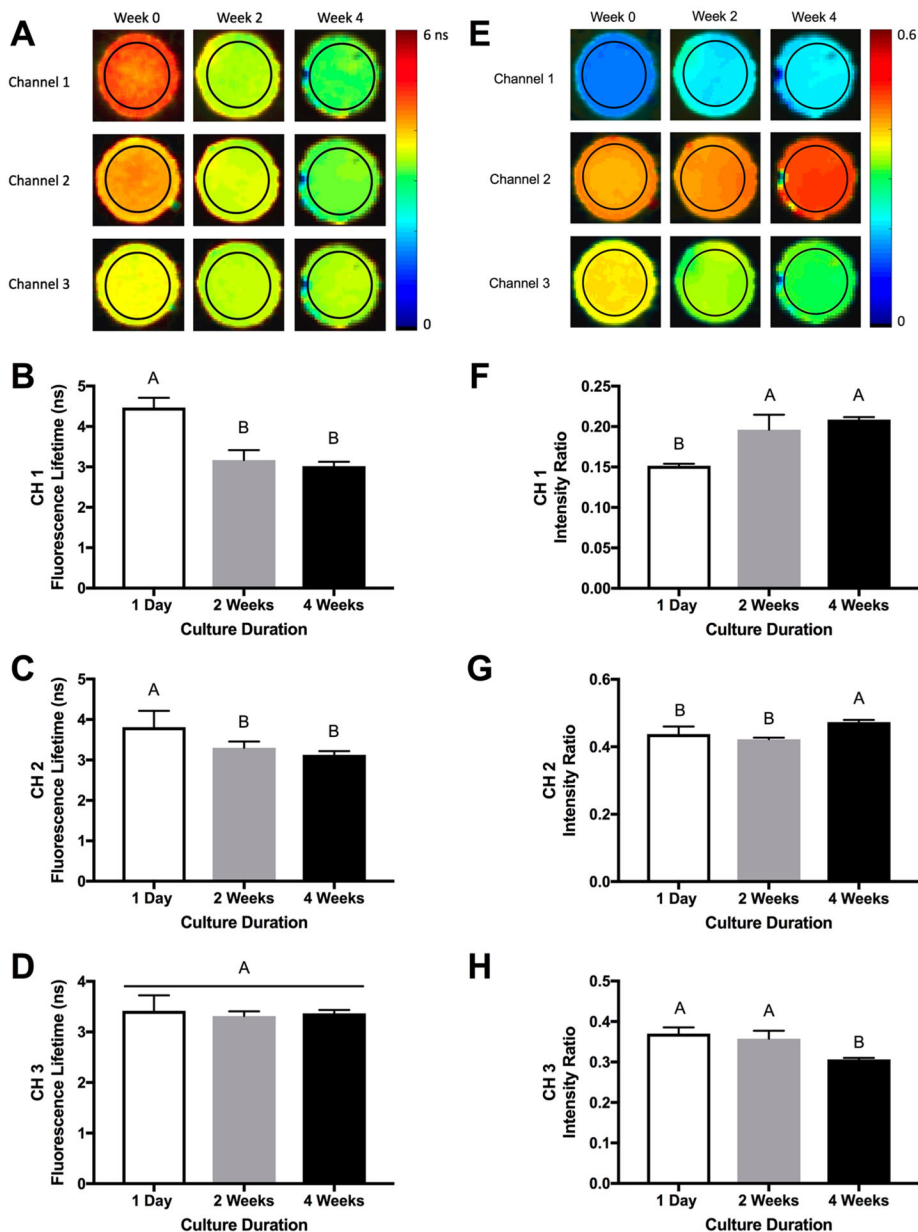 A
Week 0 Week 2 Week 4
6 ns
Channel 1
Channel 2
Channel 3
0
E
Week 0 Week 2 Week 4
0.6
Channel 1
Channel 2
Channel 3
0
B
CH 1
Fluorescence Lifetime (ns)
5
4
3
2
1
0
A
B
B
1 Day 2 Weeks 4 Weeks
Culture Duration
F
CH 1
Intensity Ratio
0.25
0.20
0.15
0.10
0.05
0.00
B
A
A
1 Day 2 Weeks 4 Weeks
Culture Duration
C
CH 2
Fluorescence Lifetime (ns)
5
4
3
2
1
0
A
B
B
1 Day 2 Weeks 4 Weeks
Culture Duration
G
CH 2
Intensity Ratio
0.6
0.4
0.2
0.0
B
B
A
1 Day 2 Weeks 4 Weeks
Culture Duration
D
CH 3
Fluorescence Lifetime (ns)
4
3
2
1
0
A
1 Day 2 Weeks 4 Weeks
Culture Duration
H
CH 3
Intensity Ratio
0.5
0.4
0.3
0.2
0.1
0.0
A
A
B
1 Day 2 Weeks 4 Weeks
Culture Duration